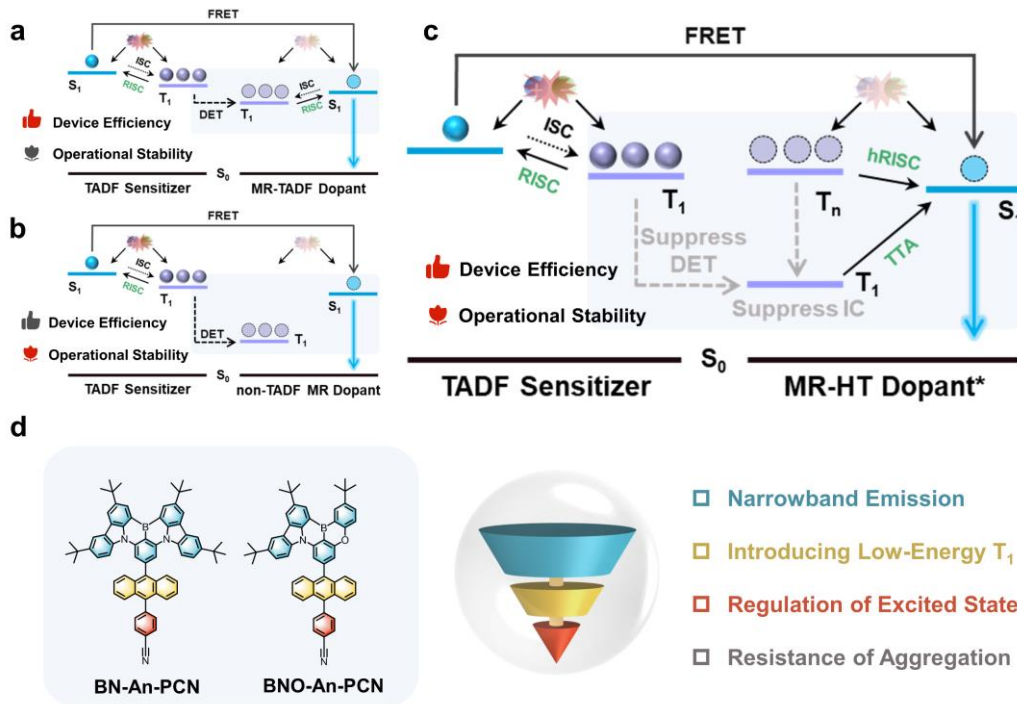 a
FRET
S1
ISC
RISC
T1
DET
T1
ISC
RISC
S1
Device Efficiency
Operational Stability
TADF Sensitizer
S0
MR-TADF Dopant
b
FRET
S1
ISC
RISC
T1
DET
T1
S1
Device Efficiency
Operational Stability
TADF Sensitizer
S0
non-TADF MR Dopant
c
FRET
ISC
RISC
T1
Tn
hRISC
Suppress
DET
T1
TTA
Suppress IC
Device Efficiency
Operational Stability
TADF Sensitizer
S0
MR-HT Dopant*
d
B
N
N
N
BN-An-PCN
B
N
O
N
BNO-An-PCN
Narrowband Emission
Introducing Low-Energy T1
Regulation of Excited State
Resistance of Aggregation